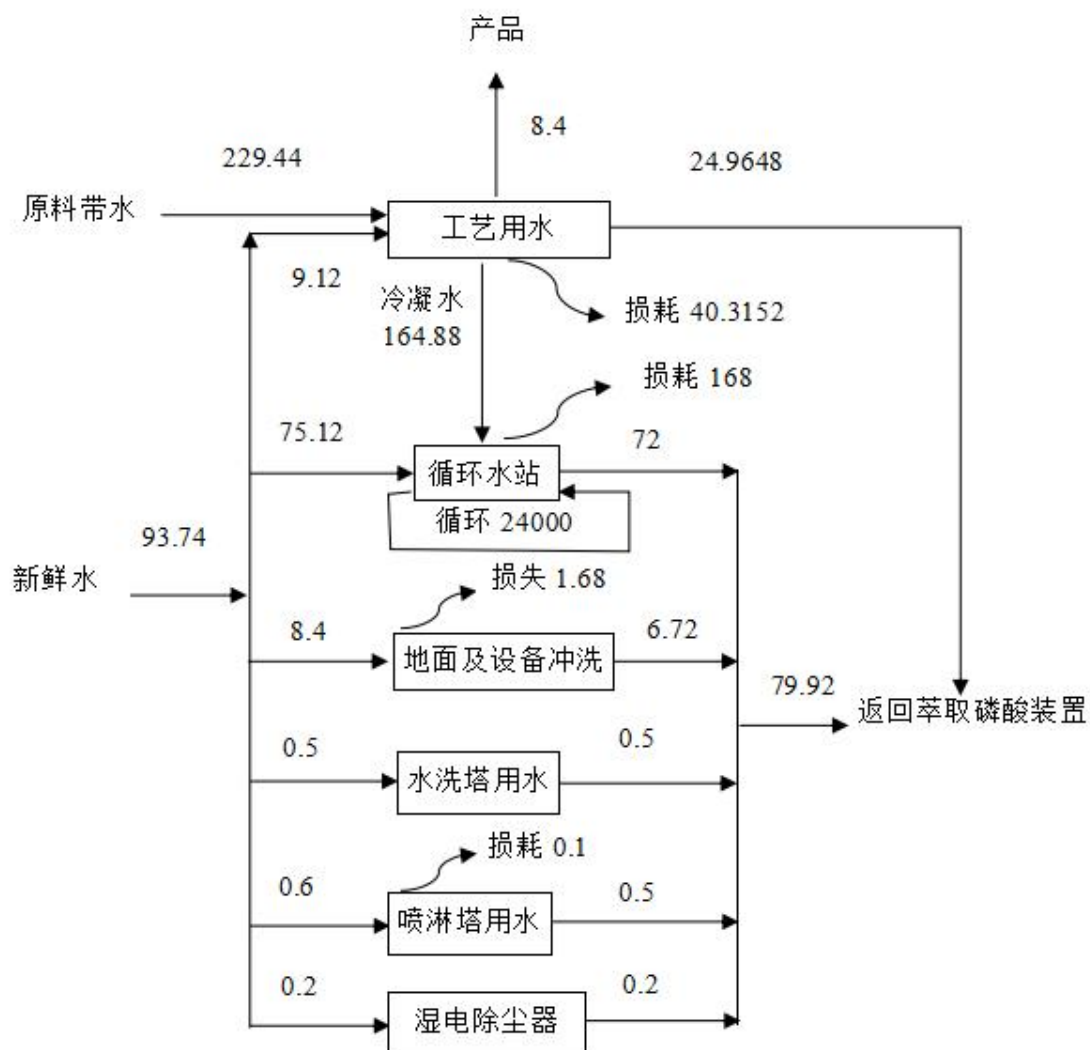 产品
8.4
229.44
24.9648
原料带水
工艺用水
9.12
冷凝水
164.88
损耗 40.3152
损耗 168
75.12
72
循环水站
循环 24000
93.74
新鲜水
损失 1.68
8.4
6.72
地面及设备冲洗
79.92
返回萃取磷酸装置
0.5
0.5
水洗塔用水
损耗 0.1
0.6
0.5
喷淋塔用水
0.2
0.2
湿电除尘器